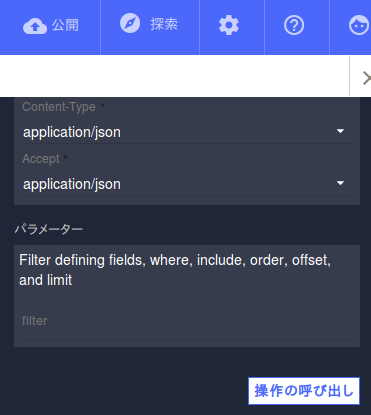 公開 探索
Content-Type *
application/json
Accept *
application/json
パラメーター
Filter defining fields, where, include, order, offset,
and limit
filter
操作の呼び出し